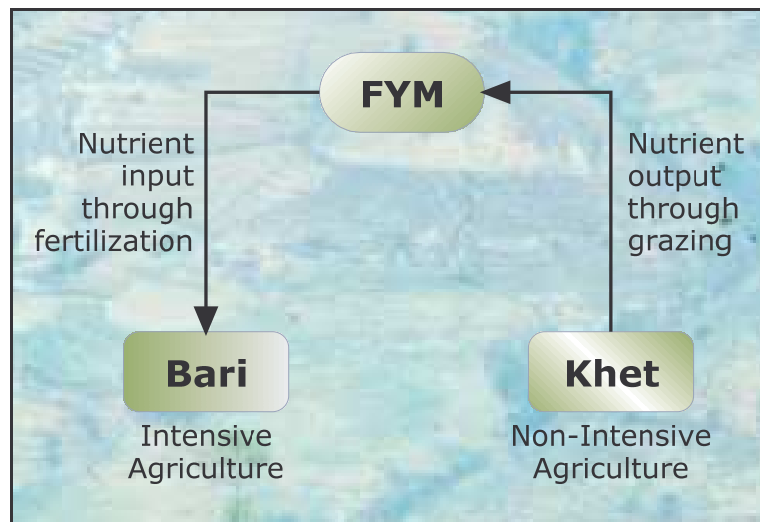 FYM
Nutrient
input
through
fertilization
Nutrient
output
through
grazing
Bari
Khet
Intensive
Agriculture
Non-Intensive
Agriculture